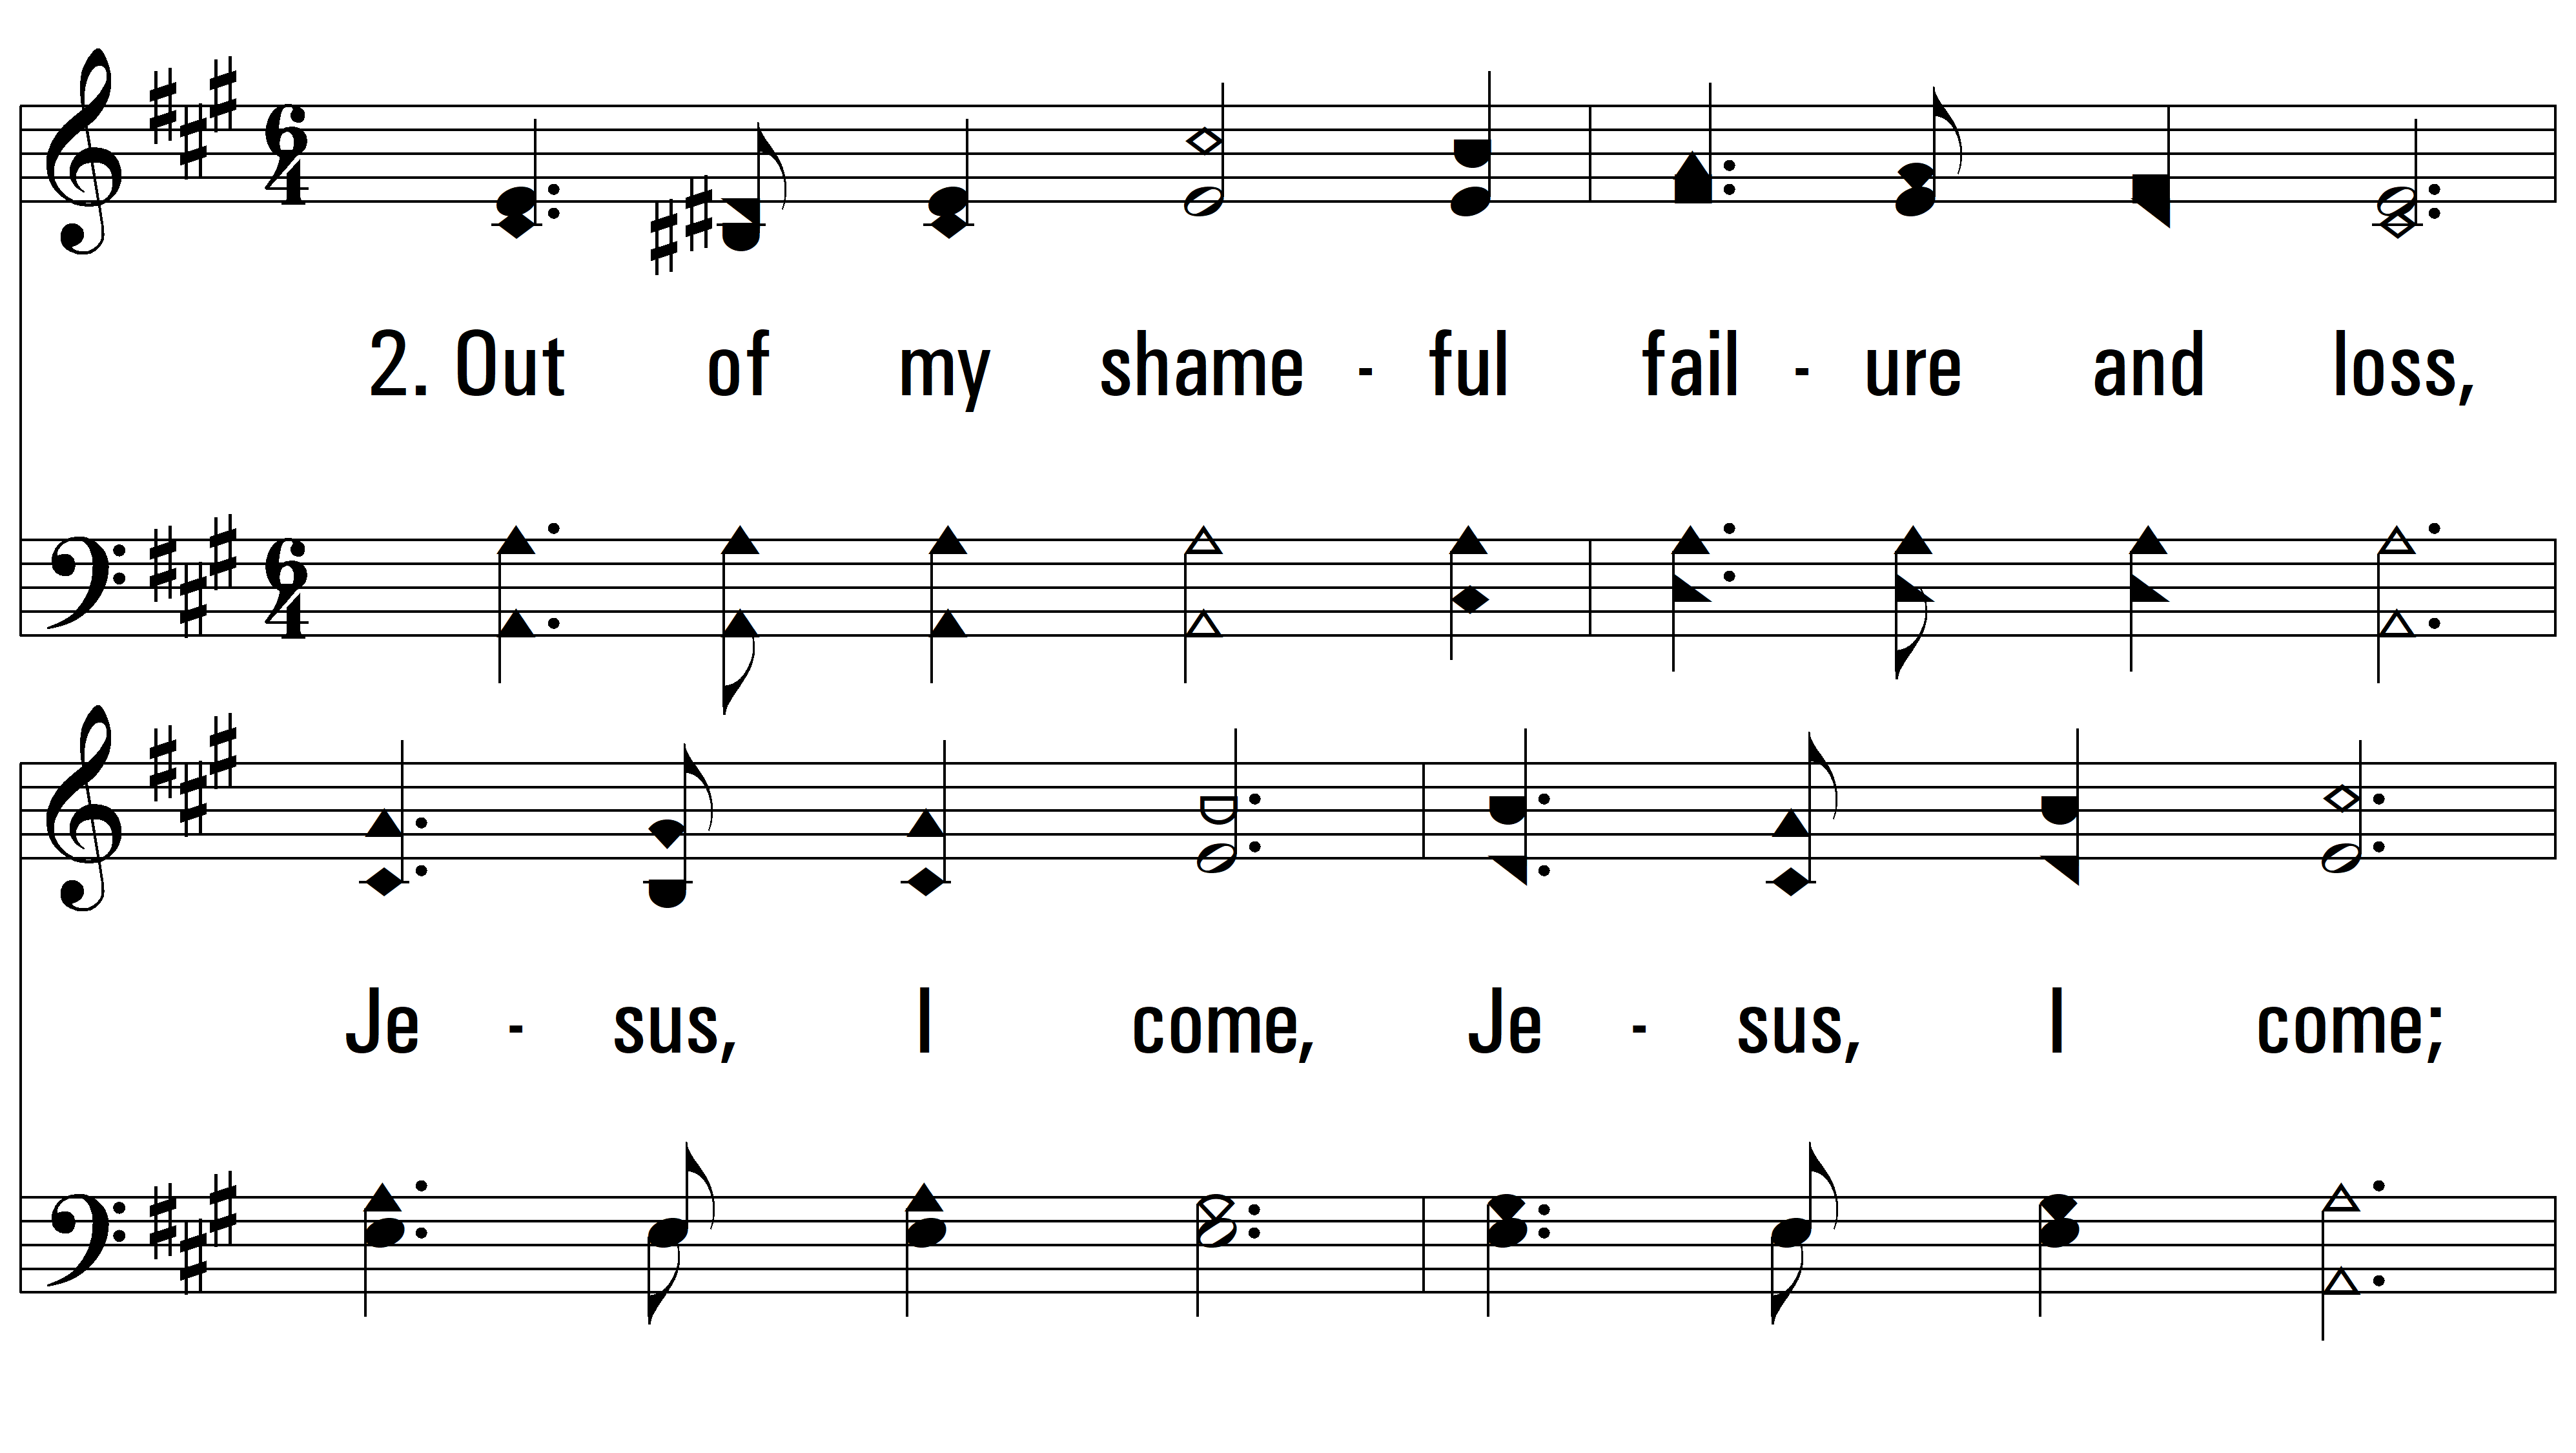 2. Out of my shame - ful fail - ure and loss,
Je - sus, I come, Je - sus, I come;